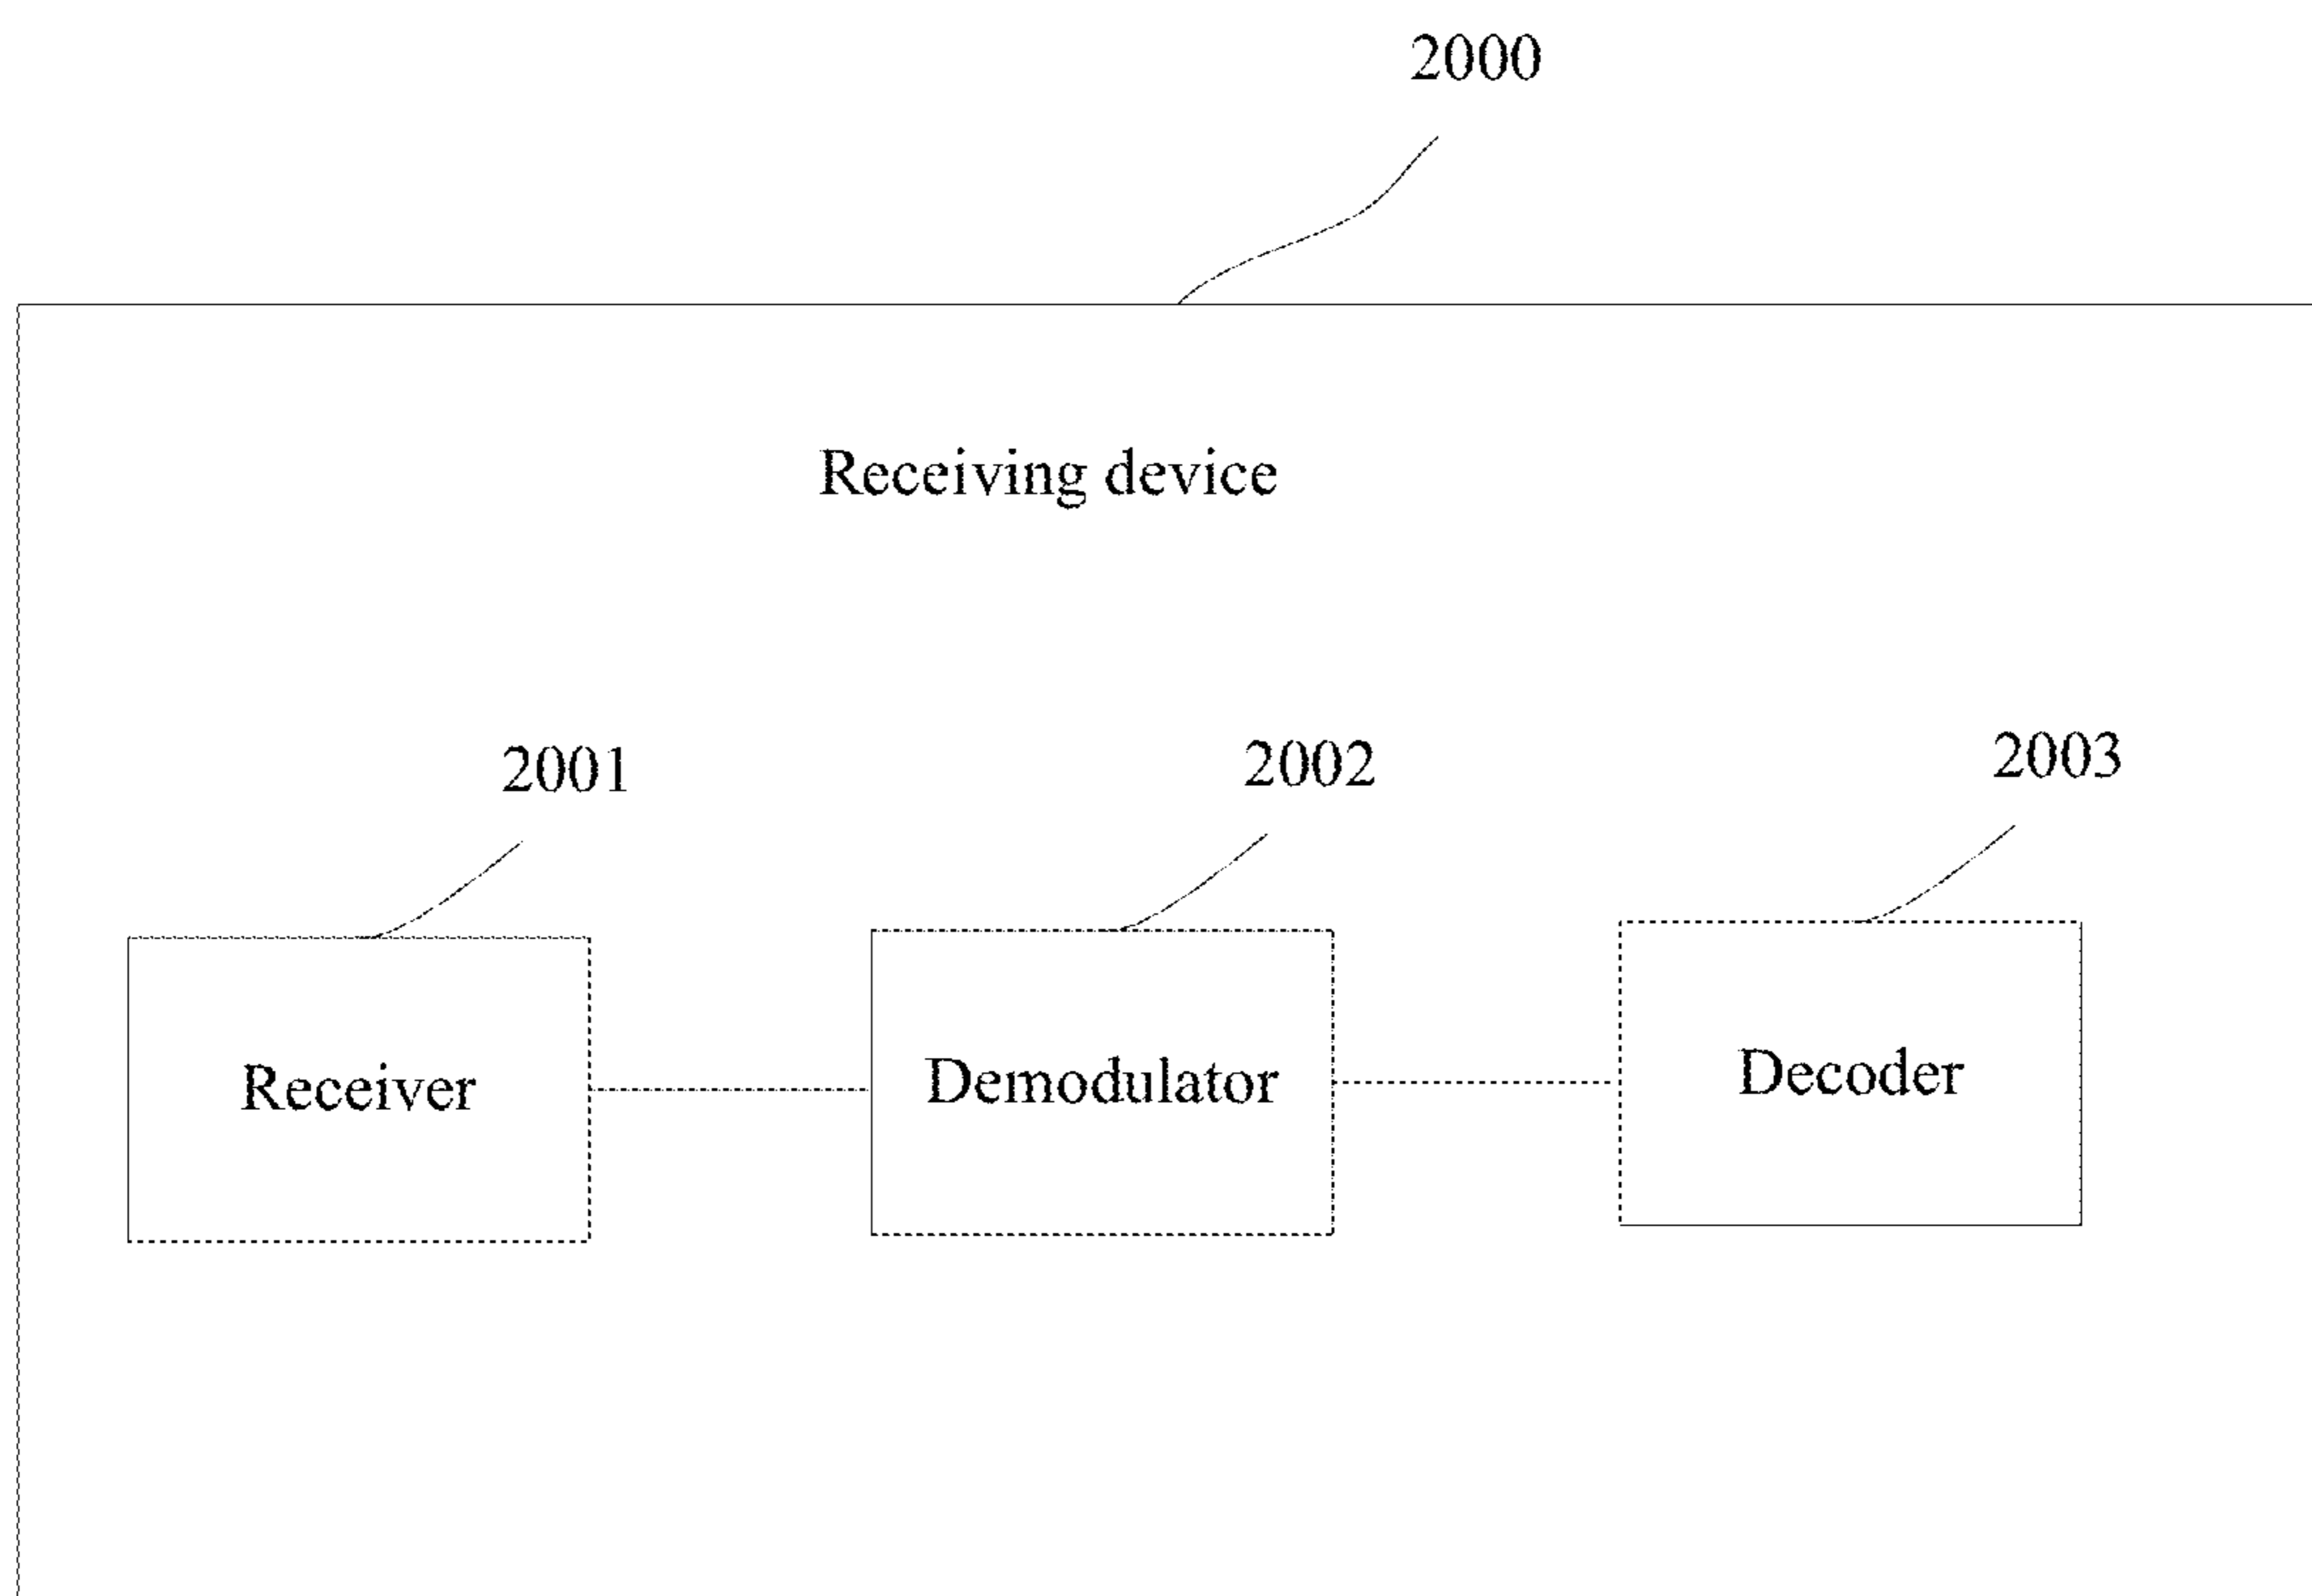 2000
Receiving device
2001
2002
2003
Receiver
Demodulator
Decoder